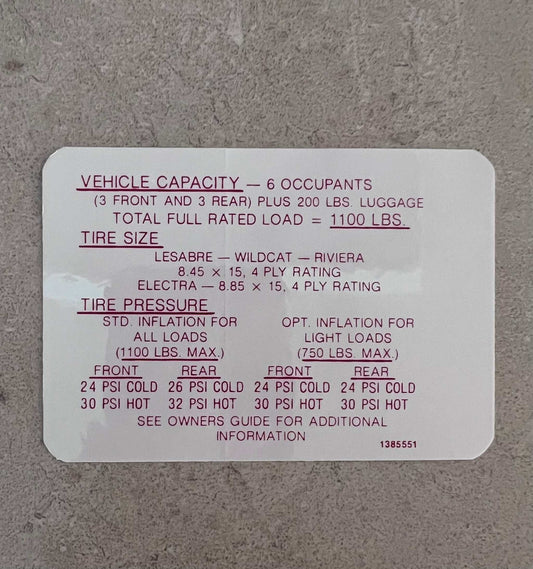 VEHICLE CAPACITY — 6 OCCUPANTS
(3 FRONT AND 3 REAR) PLUS 200 LBS. LUGGAGE
TOTAL FULL RATED LOAD = 1100 LBS.
TIRE SIZE
LESABRE — WILDCAT — RIVIERA
8.45 × 15, 4 PLY RATING
ELECTRA — 8.85 × 15, 4 PLY RATING
TIRE PRESSURE
STD. INFLATION FOR OPT. INFLATION FOR
ALL LOADS LIGHT LOADS
(1100 LBS. MAX.) (750 LBS. MAX.)
FRONT REAR FRONT REAR
24 PSI COLD 26 PSI COLD 24 PSI COLD 24 PSI COLD
30 PSI HOT 32 PSI HOT 30 PSI HOT 30 PSI HOT
SEE OWNERS GUIDE FOR ADDITIONAL
INFORMATION
1385551